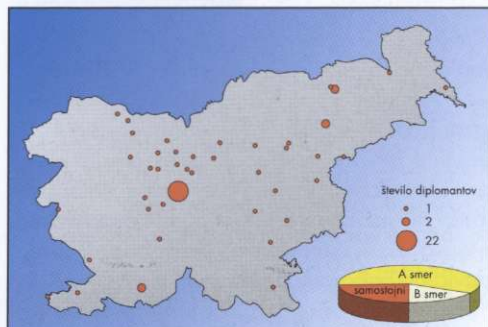 število diplomantov
1
2
22
A smer
samostojni
B smer